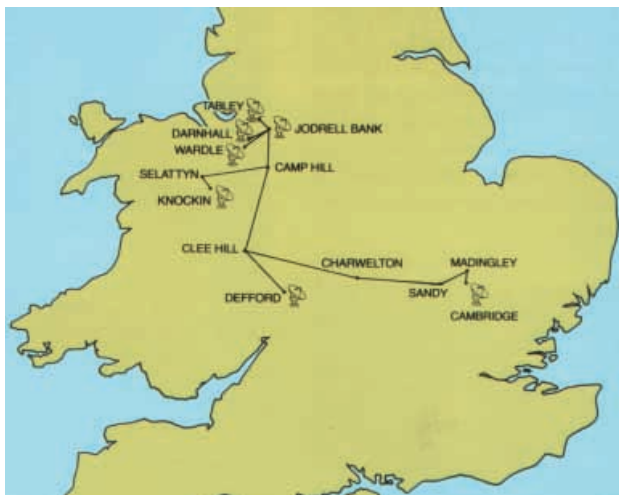 TABLEY
DARNHALL
JODRELL BANK
WARDLE
CAMP HILL
SELATTYN
KNOCKIN
CLEE HILL
CHARWELTON
MADINGLEY
DEFFORD
SANDY
CAMBRIDGE